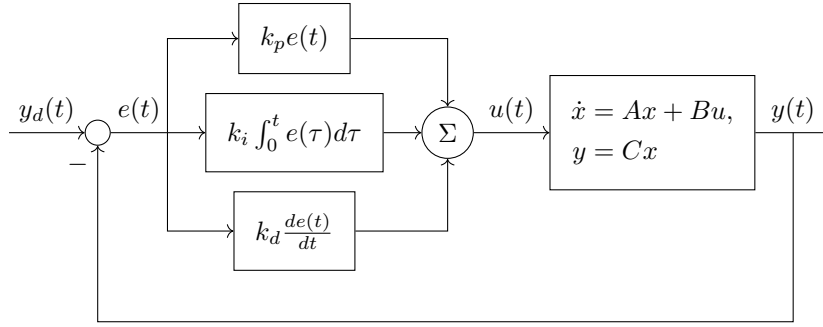 k_p e(t)
y_d(t)
e(t)
k_i ∫_0^t e(τ)dτ
Σ
u(t)
ẋ = Ax + Bu,
y = Cx
y(t)
−
k_d de(t)/dt